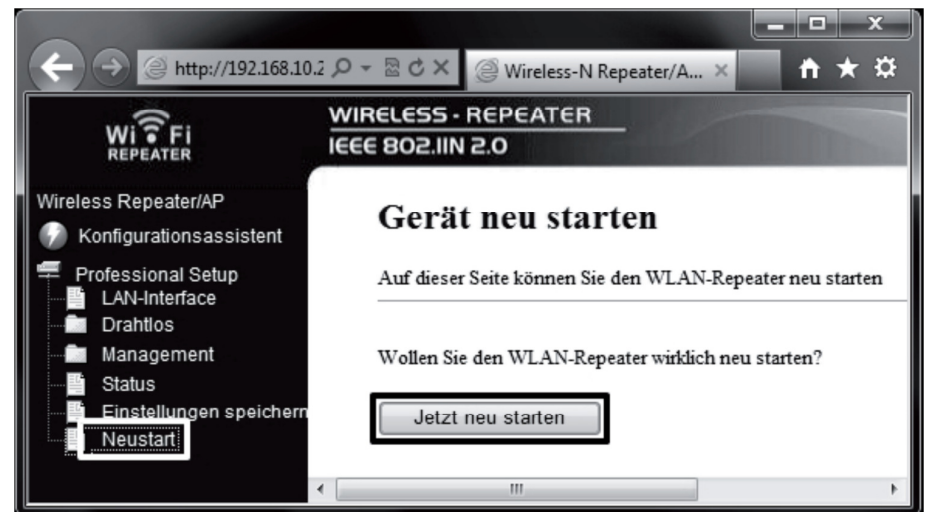 http://192.168.10.2
Wireless-N Repeater/A...
Wi Fi
REPEATER
WIRELESS - REPEATER
IEEE 802.11N 2.0
Wireless Repeater/AP
Konfigurationsassistent
Professional Setup
LAN-Interface
Drahtlos
Management
Status
Einstellungen speichern
Neustart
Gerät neu starten
Auf dieser Seite können Sie den WLAN-Repeater neu starten
Wollen Sie den WLAN-Repeater wirklich neu starten?
Jetzt neu starten